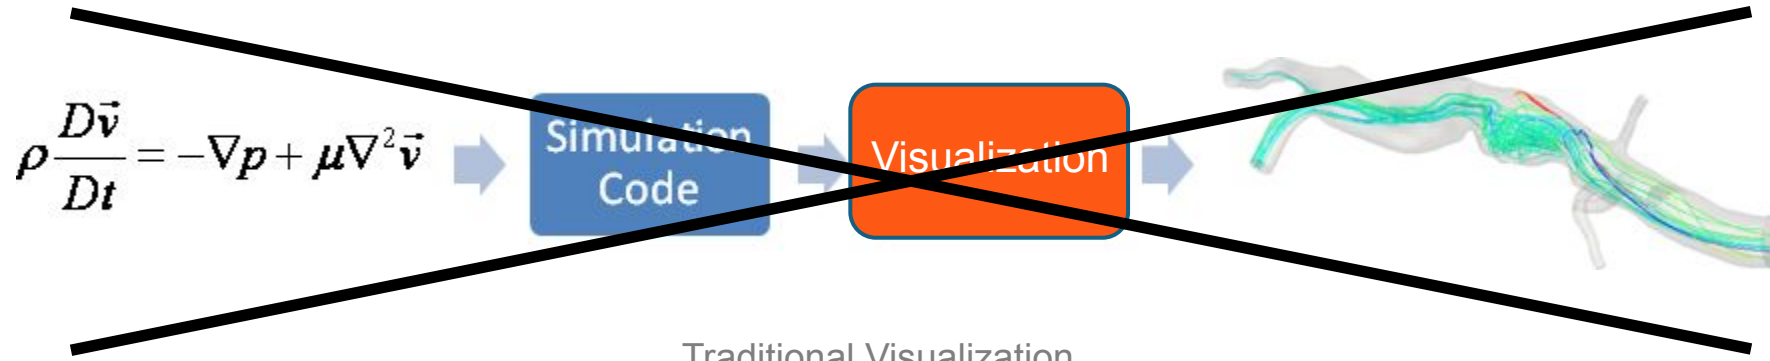 ρ Dv⃗/Dt = −∇p + μ∇²v⃗
Simulation
Code
Visualization
Traditional Visualization